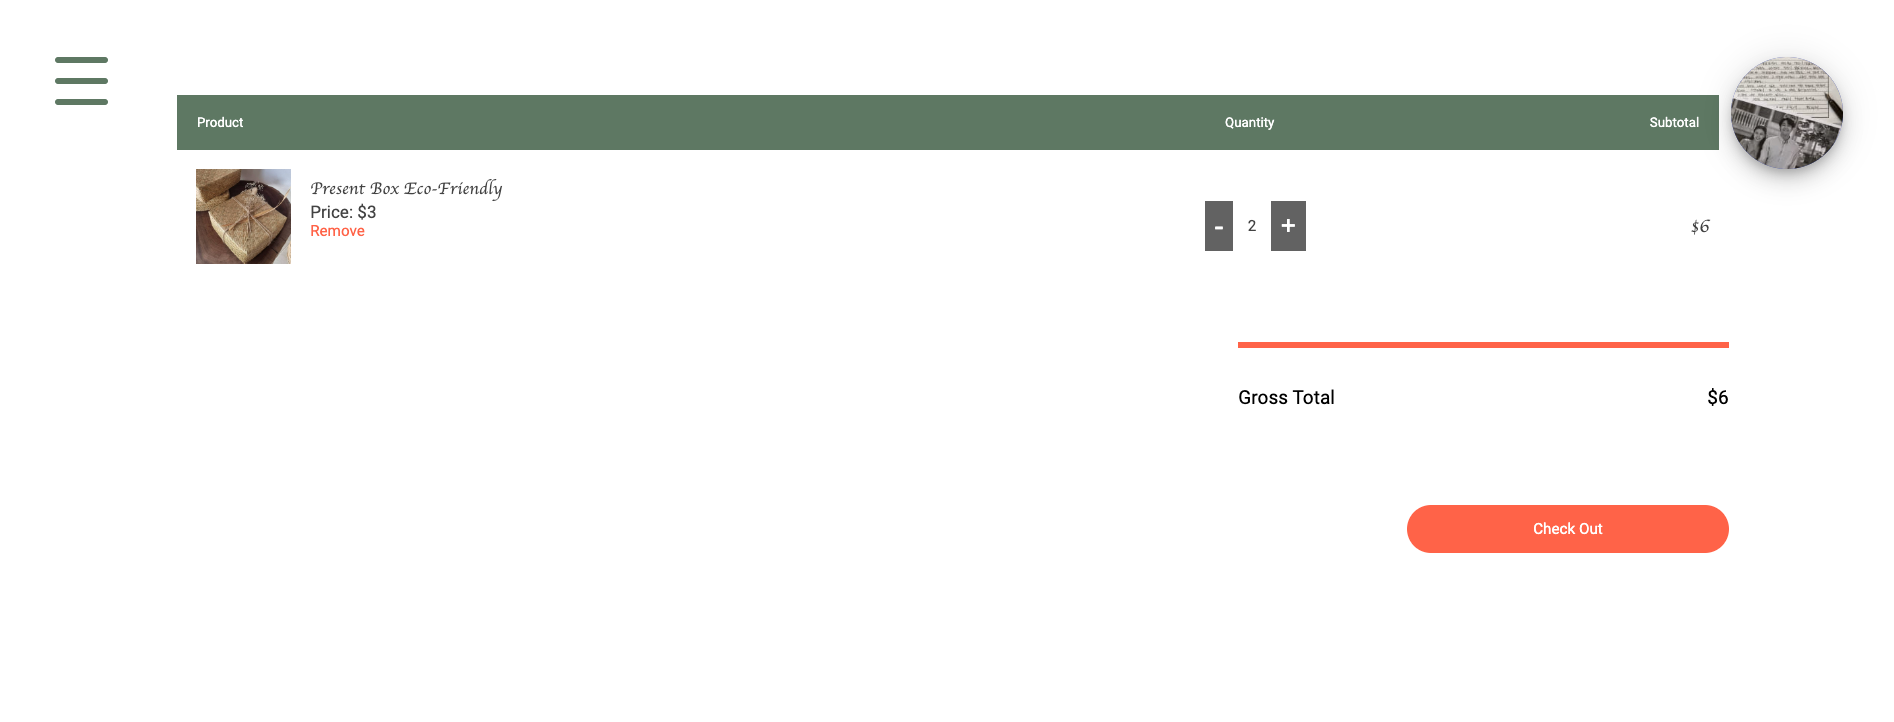 Product Quantity Subtotal
Present Box Eco-Friendly
Price: $3
Remove
- 2 +
$6
Gross Total $6
Check Out